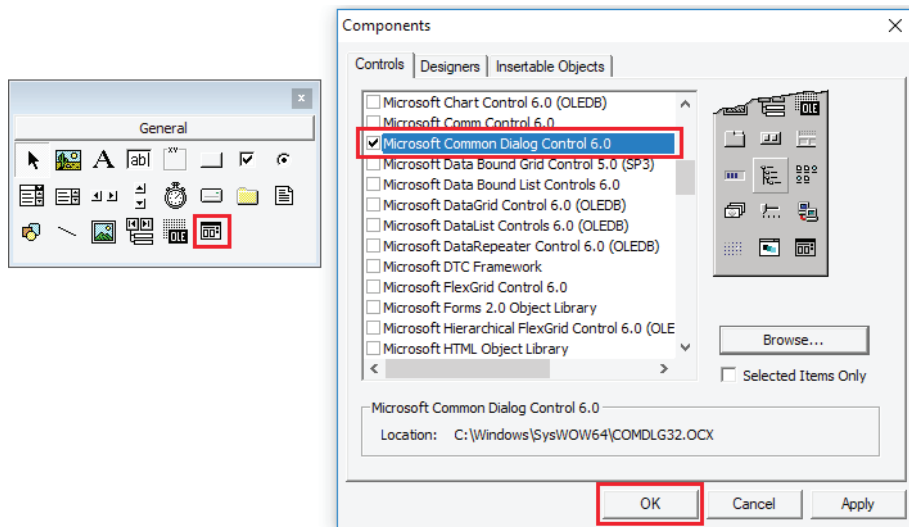 General
A
ab|
XY
OLE
Components
Controls
Designers
Insertable Objects
Microsoft Chart Control 6.0 (OLEDB)
Microsoft Comm Control 6.0
Microsoft Common Dialog Control 6.0
Microsoft Data Bound Grid Control 5.0 (SP3)
Microsoft Data Bound List Controls 6.0
Microsoft DataGrid Control 6.0 (OLEDB)
Microsoft DataList Controls 6.0 (OLEDB)
Microsoft DataRepeater Control 6.0 (OLEDB)
Microsoft DTC Framework
Microsoft FlexGrid Control 6.0
Microsoft Forms 2.0 Object Library
Microsoft Hierarchical FlexGrid Control 6.0 (OLE
Microsoft HTML Object Library
OLE
Browse...
Selected Items Only
Microsoft Common Dialog Control 6.0
Location: C:\Windows\SysWOW64\COMDLG32.OCX
OK
Cancel
Apply